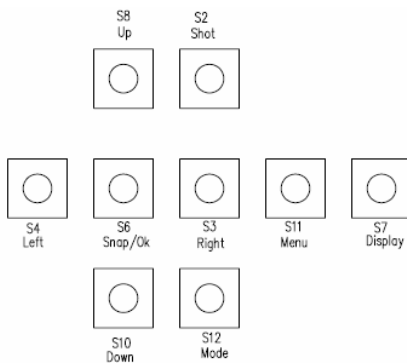 S8
Up
S2
Shot
S4
Left
S6
Snap/Ok
S3
Right
S11
Menu
S7
Display
S10
Down
S12
Mode